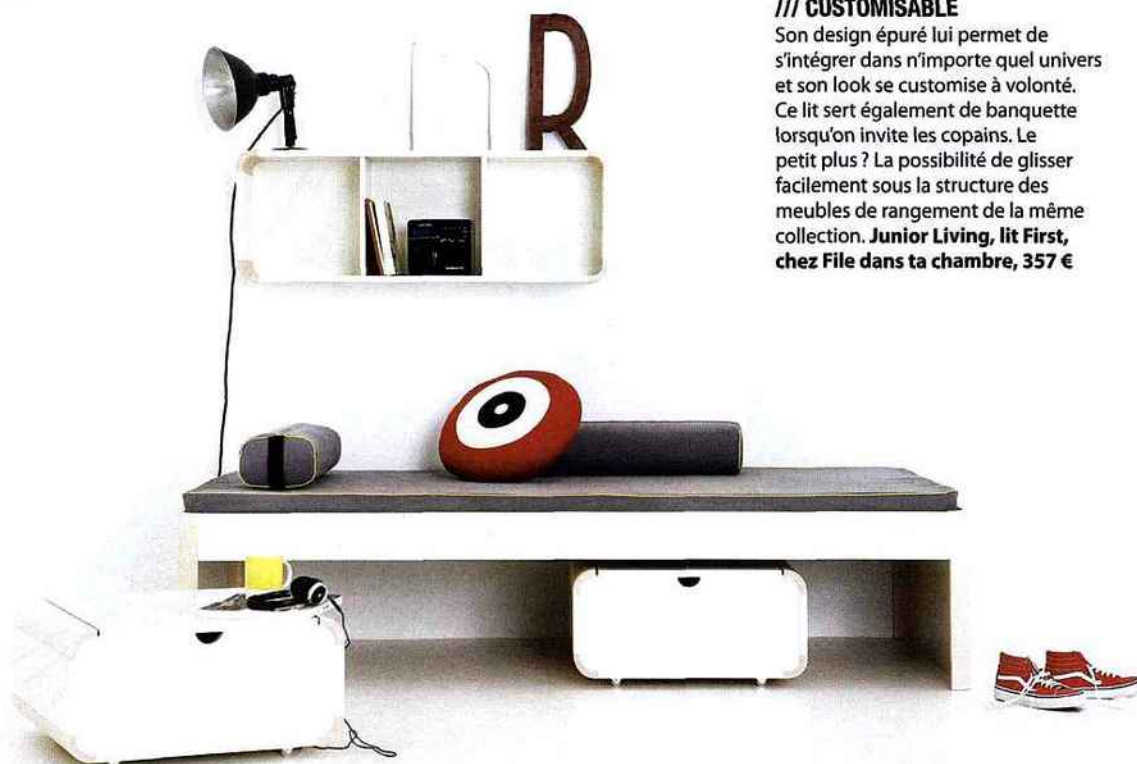 /// CUSTOMISABLE
Son design épuré lui permet de
s'intégrer dans n'importe quel univers
et son look se customise à volonté.
Ce lit sert également de banquette
lorsqu'on invite les copains. Le
petit plus ? La possibilité de glisser
facilement sous la structure des
meubles de rangement de la même
collection. Junior Living, lit First,
chez File dans ta chambre, 357 €
R